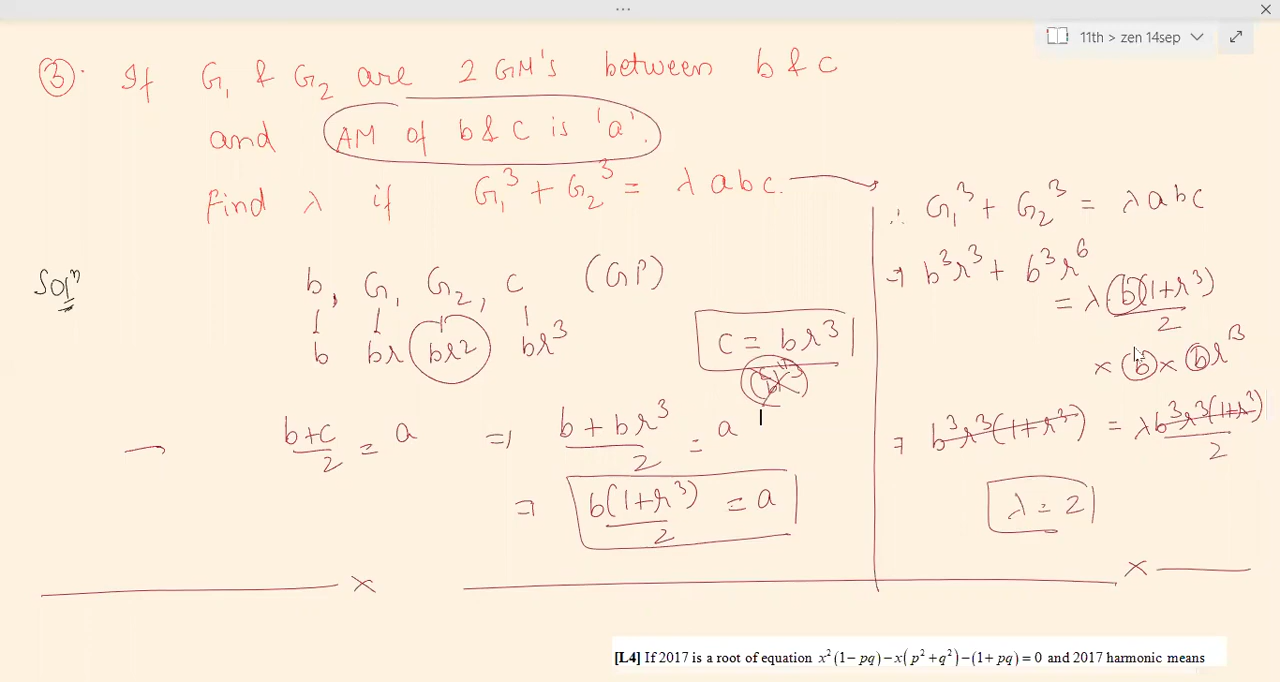 11th > zen 14sep
③. If G₁ & G₂ are 2 GM's between b & c
and AM of b & c is 'a'.
Find λ if G₁³ + G₂³ = λ a b c.
Solⁿ
b, G₁, G₂, c (GP)
b br br2 br³
c = br³
b+c/2 = a ⇒ b + br³/2 = a
⇒ b(1+r³)/2 = a
∴ G₁³ + G₂³ = λ a b c
⇒ b³r³ + b³r⁶
= λ b(1+r³)/2
× b × br³
⇒ b³r³(1+r³) = λ b³r³(1+r³)/2
λ = 2
[L4] If 2017 is a root of equation x²(1−pq)−x(p²+q²)−(1+pq)=0 and 2017 harmonic means